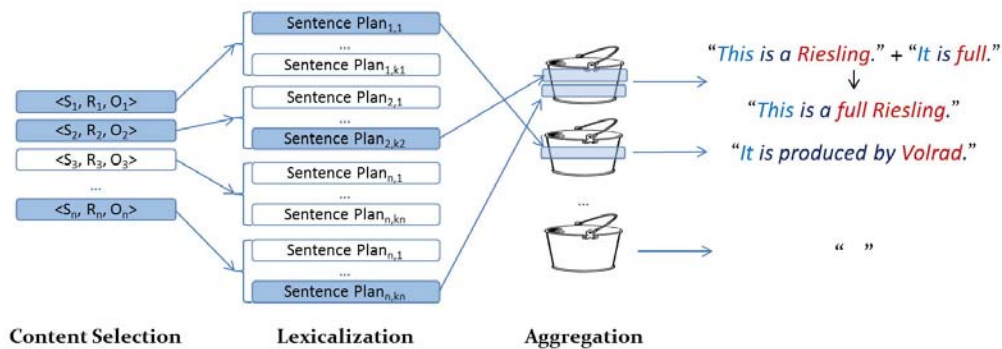 <S₁, R₁, O₁>
<S₂, R₂, O₂>
<S₃, R₃, O₃>
...
<Sₙ, Rₙ, Oₙ>
Sentence Plan₁,₁
...
Sentence Plan₁,ₖ₁
Sentence Plan₂,₁
...
Sentence Plan₂,ₖ₂
Sentence Planₙ,₁
...
Sentence Planₙ,ₖₙ
Sentence Planₙ,₁
...
Sentence Planₙ,ₖₙ
...
“This is a Riesling.” + “It is full.”
“This is a full Riesling.”
“It is produced by Volrad.”
“ ”
Content Selection
Lexicalization
Aggregation